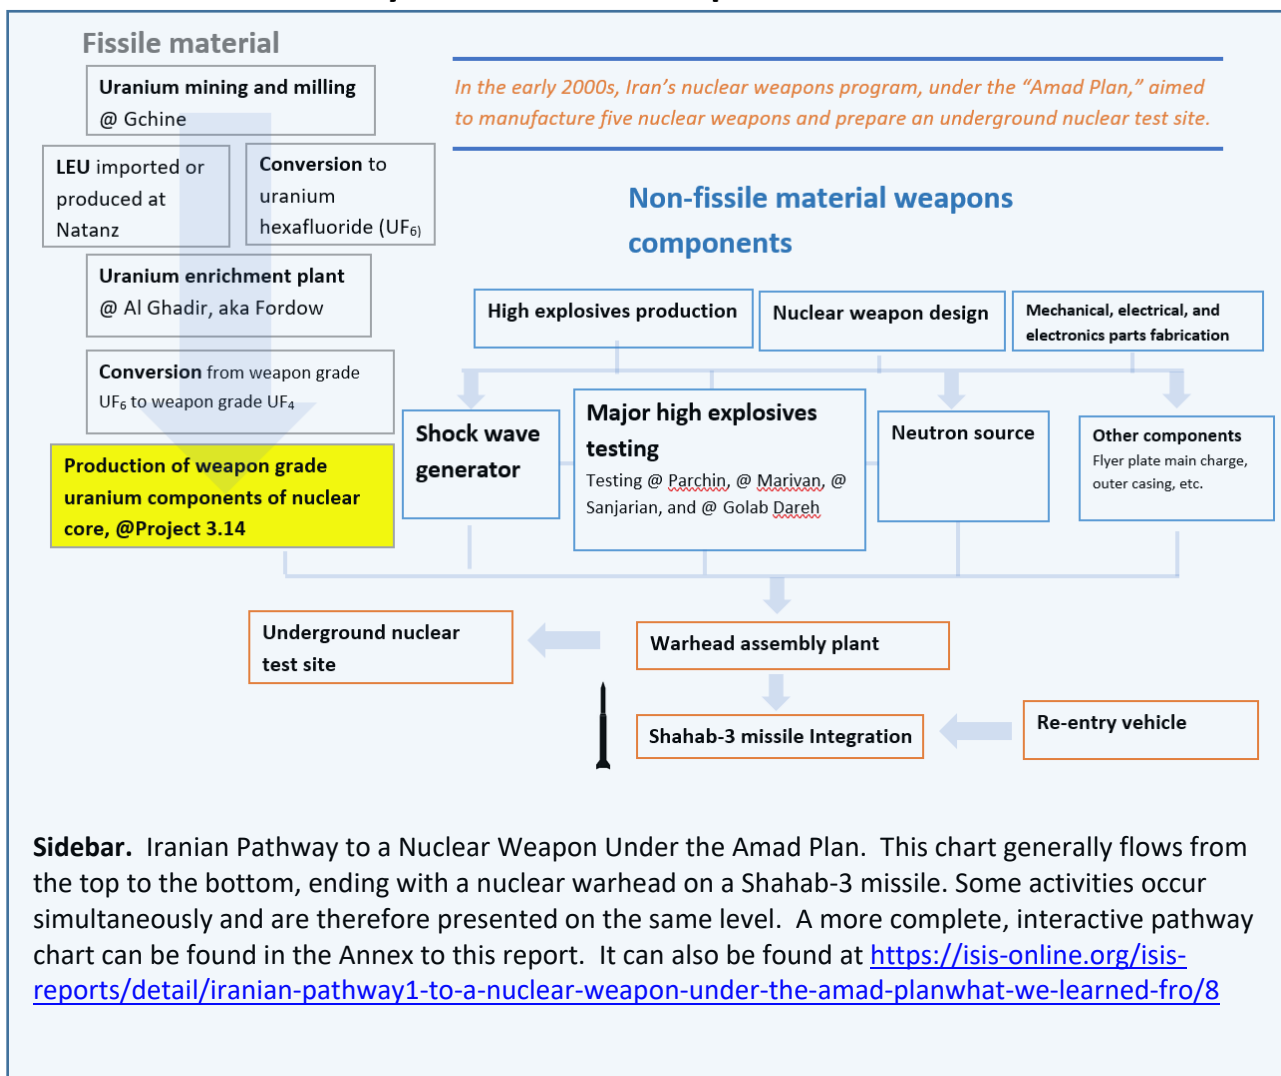 Fissile material
Uranium mining and milling
@ Gchine
LEU imported or
produced at
Natanz
Conversion to
uranium
hexafluoride (UF₆)
Uranium enrichment plant
@ Al Ghadir, aka Fordow
Conversion from weapon grade
UF₆ to weapon grade UF₄
Production of weapon grade
uranium components of nuclear
core, @Project 3.14
In the early 2000s, Iran’s nuclear weapons program, under the “Amad Plan,” aimed
to manufacture five nuclear weapons and prepare an underground nuclear test site.
Non-fissile material weapons
components
High explosives production
Nuclear weapon design
Mechanical, electrical, and
electronics parts fabrication
Shock wave
generator
Major high explosives
testing
Testing @ Parchin, @ Marivan, @
Sanjarian, and @ Golab Dareh
Neutron source
Other components
Flyer plate main charge,
outer casing, etc.
Underground nuclear
test site
Warhead assembly plant
Shahab-3 missile Integration
Re-entry vehicle
Sidebar.  Iranian Pathway to a Nuclear Weapon Under the Amad Plan.  This chart generally flows from
the top to the bottom, ending with a nuclear warhead on a Shahab-3 missile. Some activities occur
simultaneously and are therefore presented on the same level.  A more complete, interactive pathway
chart can be found in the Annex to this report.  It can also be found at https://isis-online.org/isis-
reports/detail/iranian-pathway1-to-a-nuclear-weapon-under-the-amad-planwhat-we-learned-fro/8